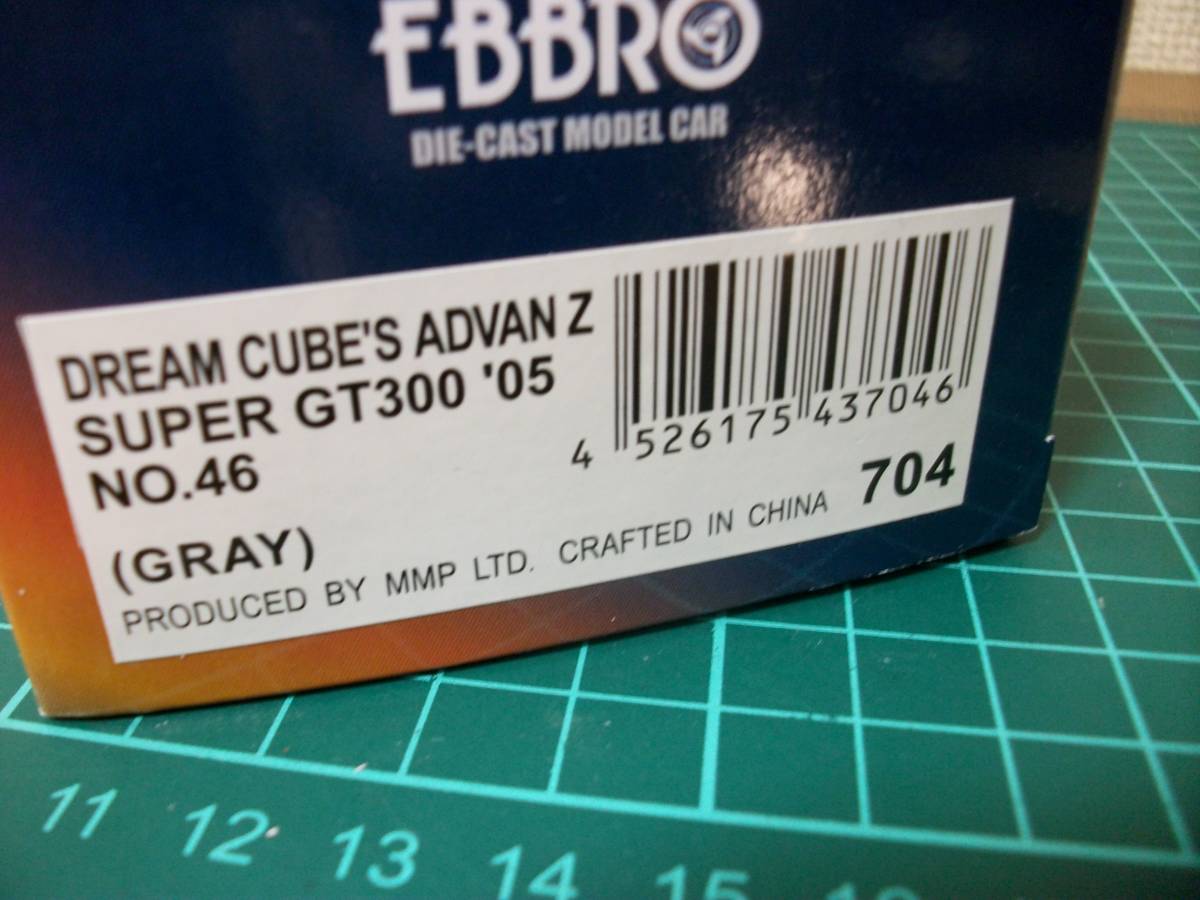 EBBRO
DIE-CAST MODEL CAR
DREAM CUBE'S ADVAN Z
SUPER GT300 '05
NO.46
(GRAY)
4 526175 437046
704
PRODUCED BY MMP LTD. CRAFTED IN CHINA
11 12 13 14 15